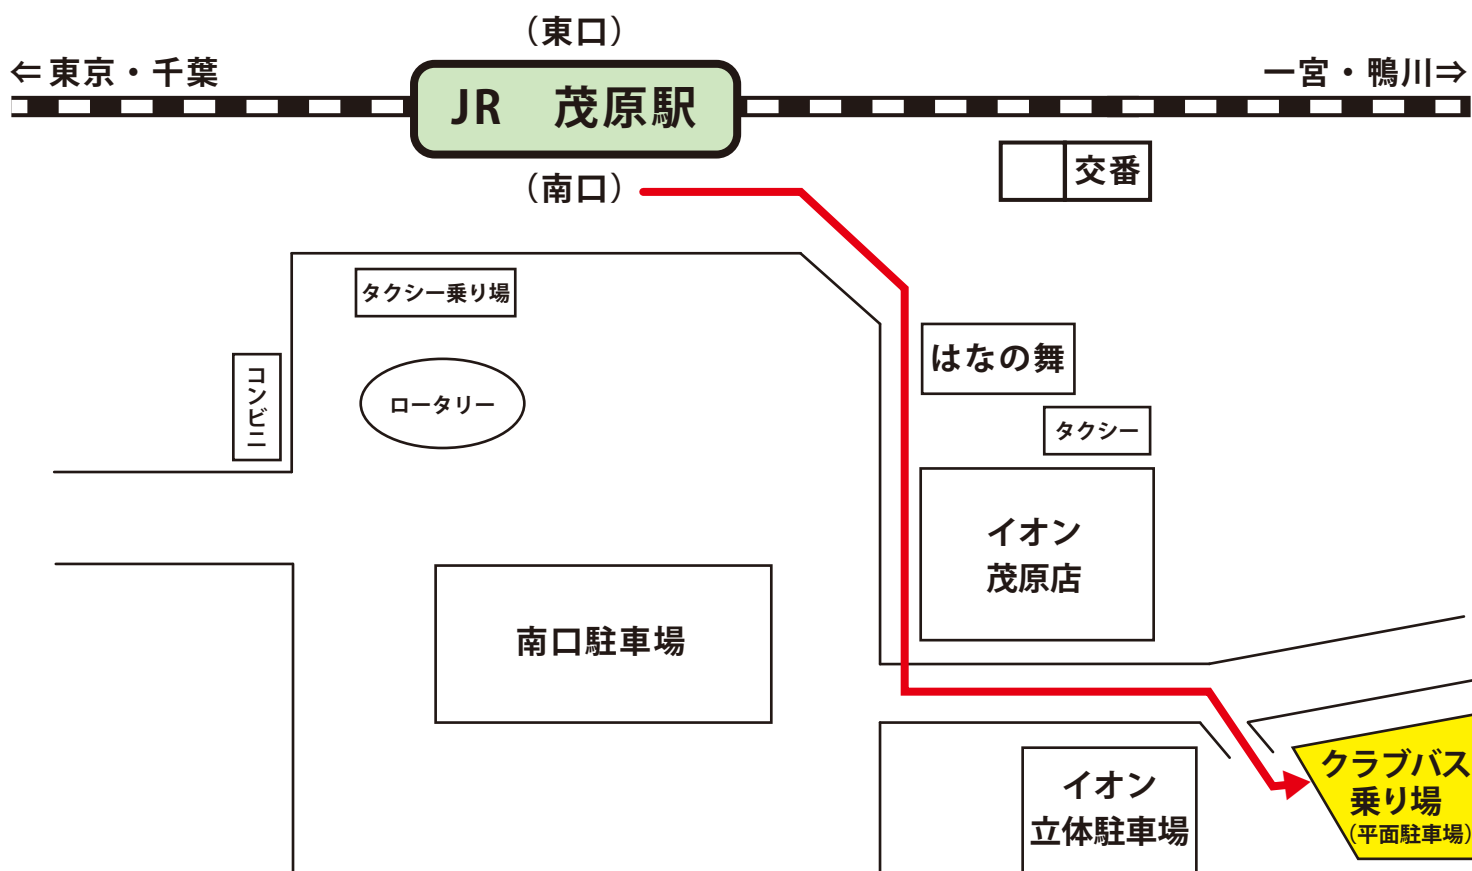 （東口）
⇐東京・千葉
一宮・鴨川⇒
JR　茂原駅
（南口）
交番
タクシー乗り場
はなの舞
コンビニ
ロータリー
タクシー
イオン
茂原店
南口駐車場
クラブバス
乗り場
（平面駐車場）
イオン
立体駐車場